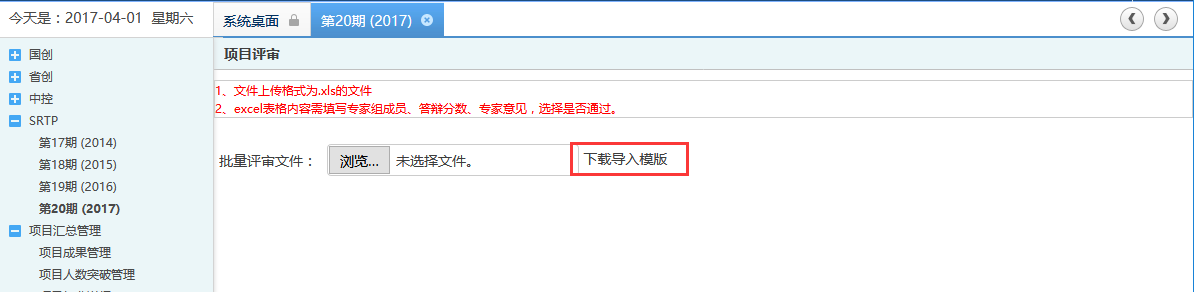 今天是：2017-04-01 星期六
系统桌面
第20期 (2017)
国创
省创
中控
SRTP
第17期 (2014)
第18期 (2015)
第19期 (2016)
第20期 (2017)
项目汇总管理
项目成果管理
项目人数突破管理
项目评审
1、文件上传格式为.xls的文件
2、excel表格内容需填写专家组成员、答辩分数、专家意见，选择是否通过。
批量评审文件： 浏览... 未选择文件。 下载导入模版